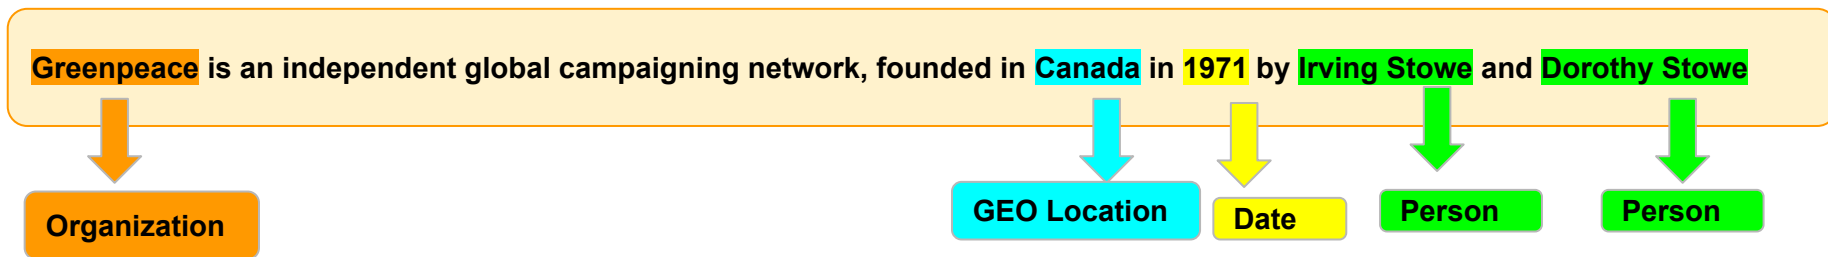 Greenpeace is an independent global campaigning network, founded in Canada in 1971 by Irving Stowe and Dorothy Stowe
Organization
GEO Location
Date
Person
Person